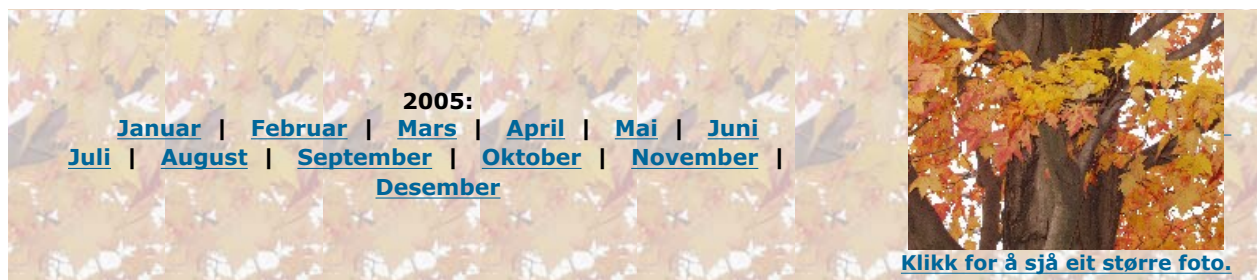 2005:
Januar | Februar | Mars | April | Mai | Juni
Juli | August | September | Oktober | November |
Desember
Klikk for å sjå eit større foto.